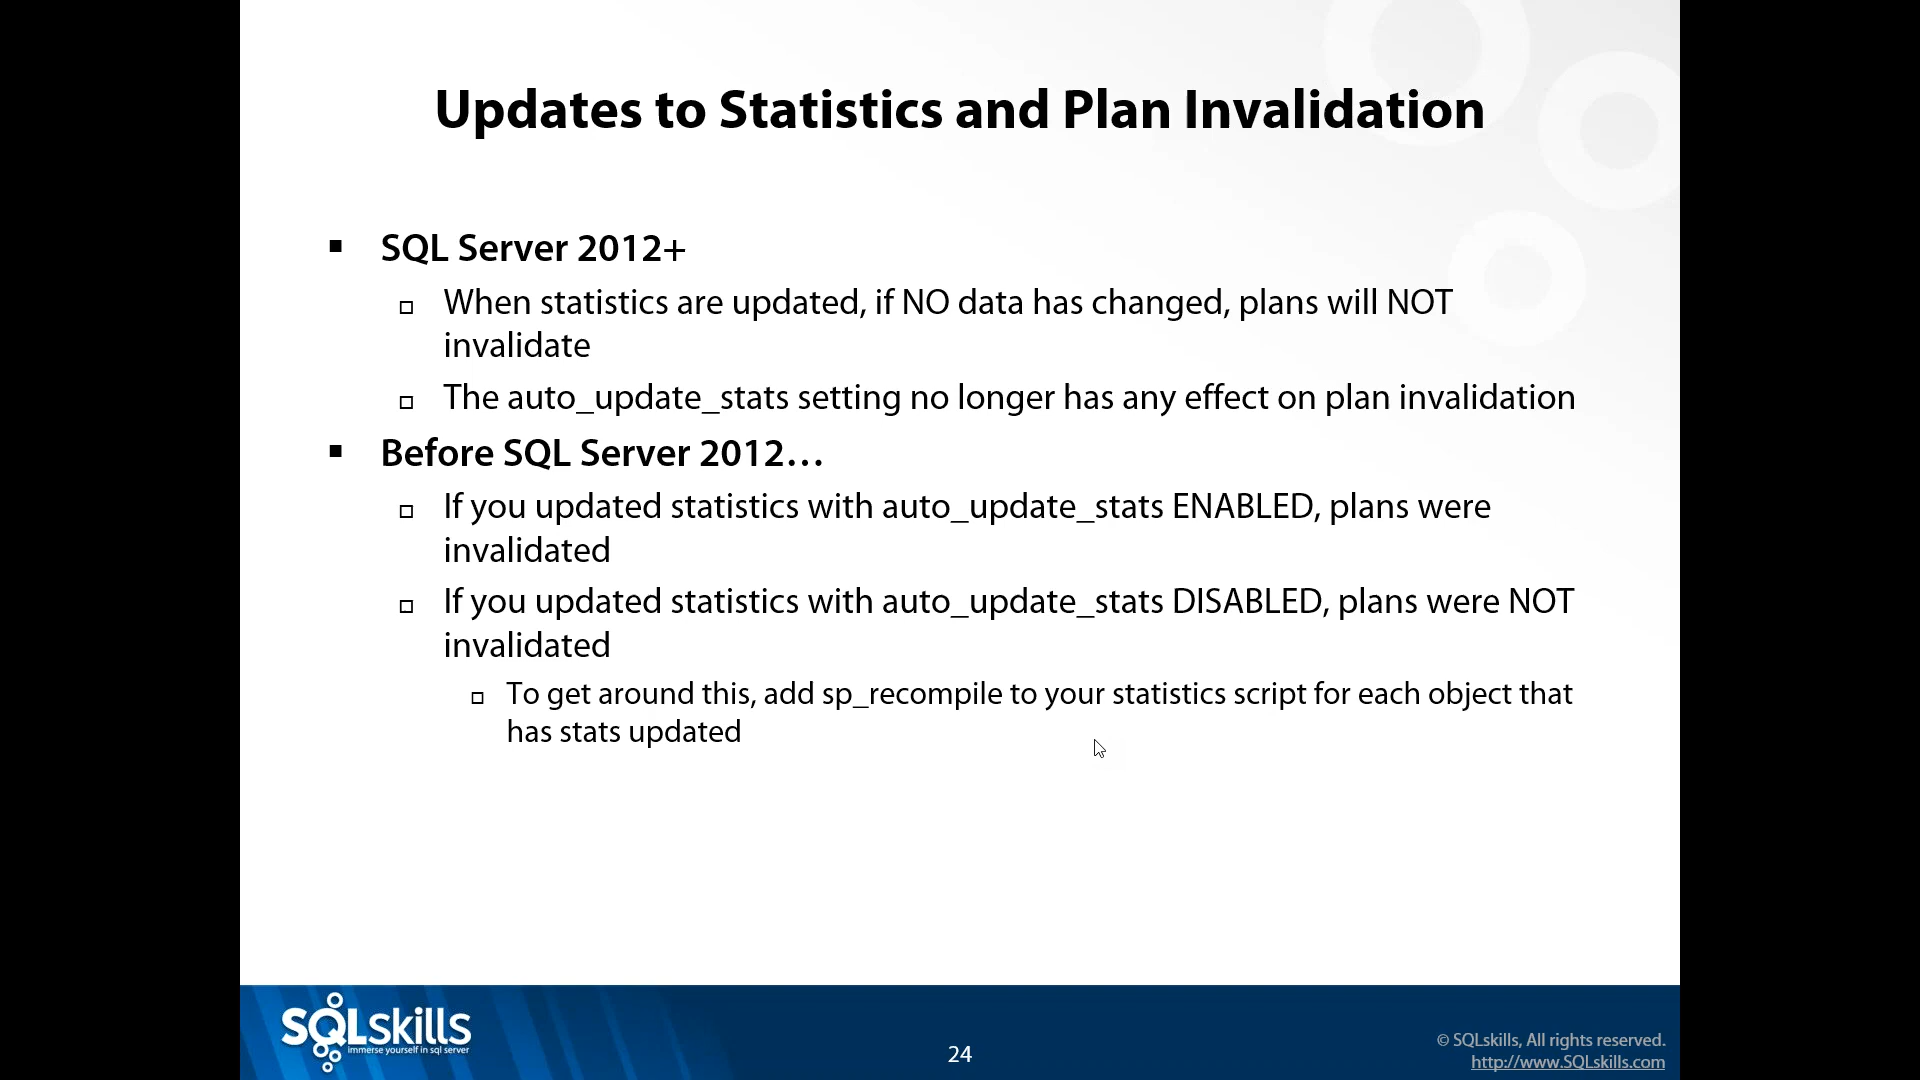 Updates to Statistics and Plan Invalidation
SQL Server 2012+
When statistics are updated, if NO data has changed, plans will NOT
invalidate
The auto_update_stats setting no longer has any effect on plan invalidation
Before SQL Server 2012…
If you updated statistics with auto_update_stats ENABLED, plans were
invalidated
If you updated statistics with auto_update_stats DISABLED, plans were NOT
invalidated
To get around this, add sp_recompile to your statistics script for each object that
has stats updated
SQLskills
immerse yourself in sql server
24
© SQLskills, All rights reserved.
http://www.SQLskills.com